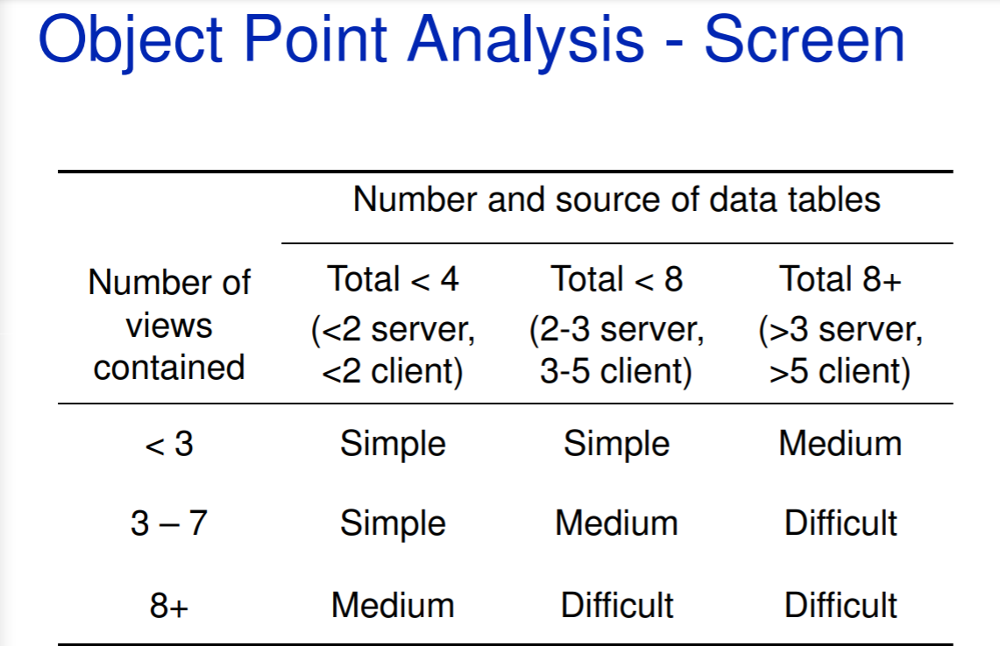 Object Point Analysis - Screen
Number and source of data tables
Number of
views
contained
Total < 4
(<2 server,
<2 client)
Total < 8
(2-3 server,
3-5 client)
Total 8+
(>3 server,
>5 client)
< 3 Simple Simple Medium
3 – 7 Simple Medium Difficult
8+ Medium Difficult Difficult